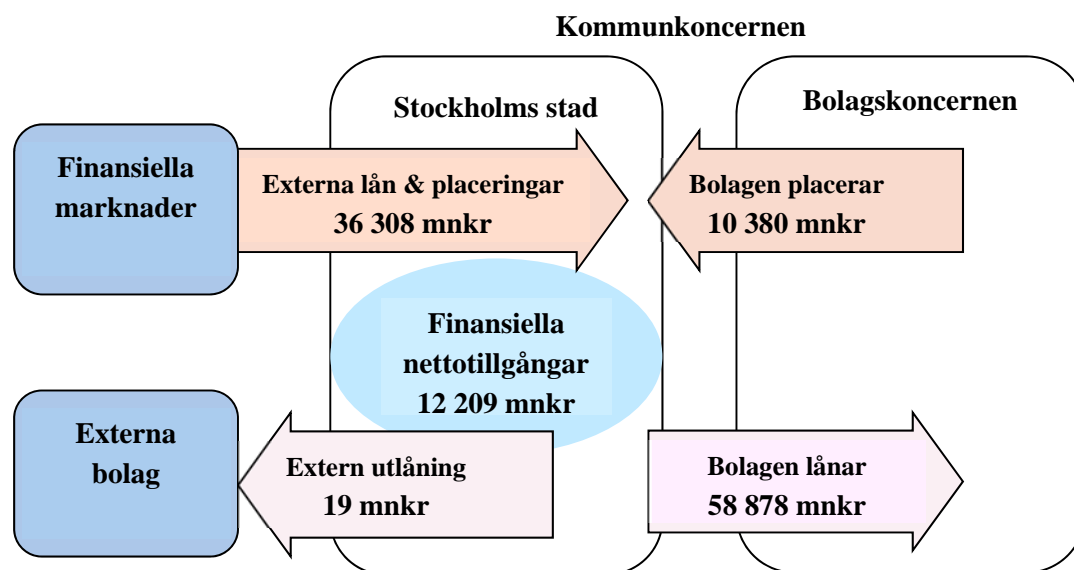 Kommunkoncernen
Stockholms stad
Bolagskoncernen
Finansiella
marknader
Externa lån & placeringar
36 308 mnkr
Bolagen placerar
10 380 mnkr
Finansiella
nettotillgångar
12 209 mnkr
Externa
bolag
Extern utlåning
19 mnkr
Bolagen lånar
58 878 mnkr